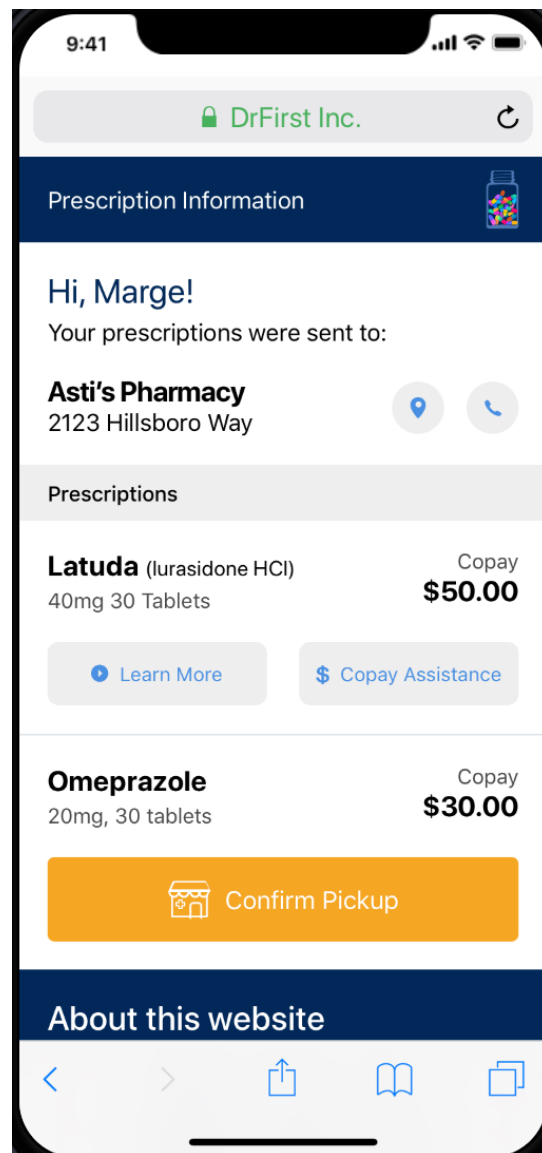 9:41
DrFirst Inc.
Prescription Information
Hi, Marge!
Your prescriptions were sent to:
Asti's Pharmacy
2123 Hillsboro Way
Prescriptions
Latuda (lurasidone HCl)
Copay
40mg 30 Tablets
$50.00
Learn More
$ Copay Assistance
Omeprazole
Copay
20mg, 30 tablets
$30.00
Confirm Pickup
About this website